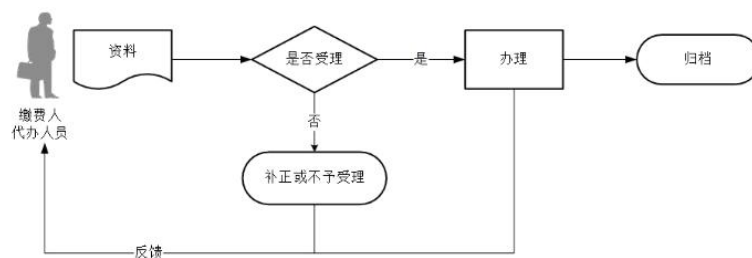 资料
是否受理
是
办理
归档
缴费人
代办人员
否
补正或不予受理
反馈